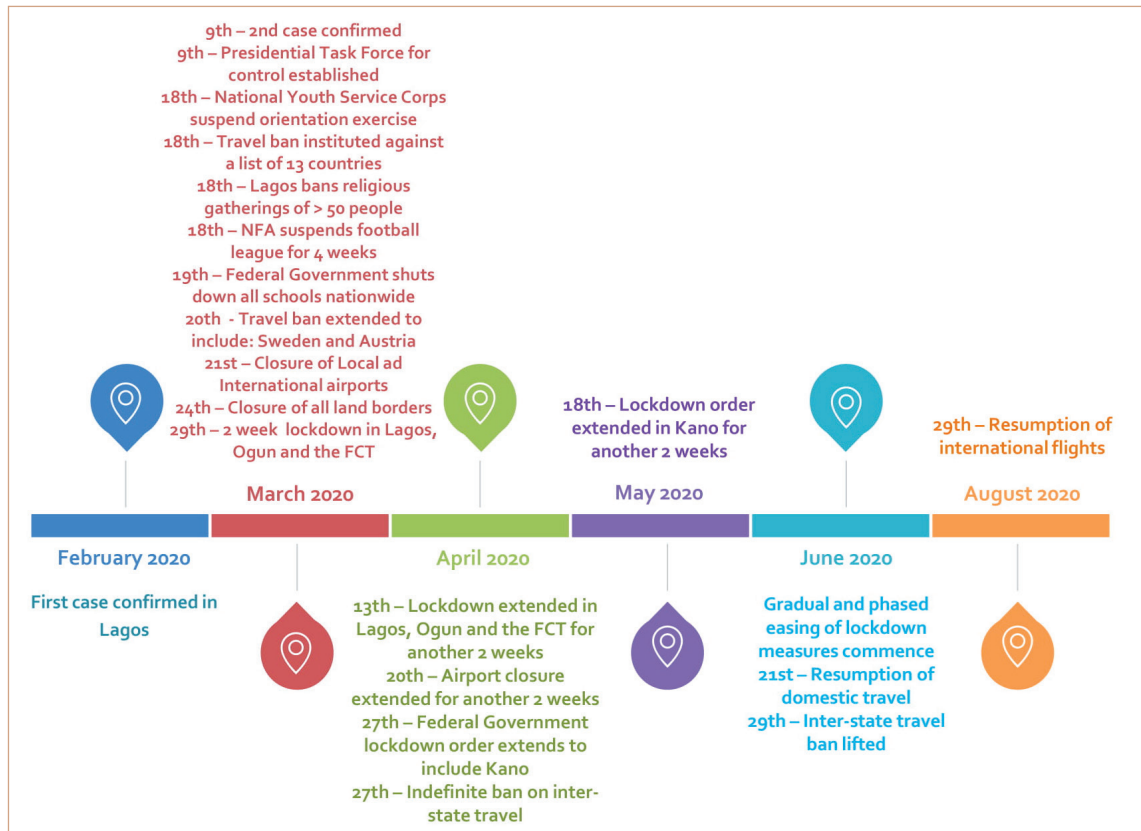 9th – 2nd case confirmed
9th – Presidential Task Force for
control established
18th – National Youth Service Corps
suspend orientation exercise
18th – Travel ban instituted against
a list of 13 countries
18th – Lagos bans religious
gatherings of > 50 people
18th – NFA suspends football
league for 4 weeks
19th – Federal Government shuts
down all schools nationwide
20th - Travel ban extended to
include: Sweden and Austria
21st – Closure of Local ad
International airports
24th – Closure of all land borders
29th – 2 week lockdown in Lagos,
Ogun and the FCT
March 2020
18th – Lockdown order
extended in Kano for
another 2 weeks
May 2020
29th – Resumption of
international flights
August 2020
February 2020
First case confirmed in
Lagos
April 2020
13th – Lockdown extended in
Lagos, Ogun and the FCT for
another 2 weeks
20th – Airport closure
extended for another 2 weeks
27th – Federal Government
lockdown order extends to
include Kano
27th – Indefinite ban on inter-
state travel
June 2020
Gradual and phased
easing of lockdown
measures commence
21st – Resumption of
domestic travel
29th – Inter-state travel
ban lifted